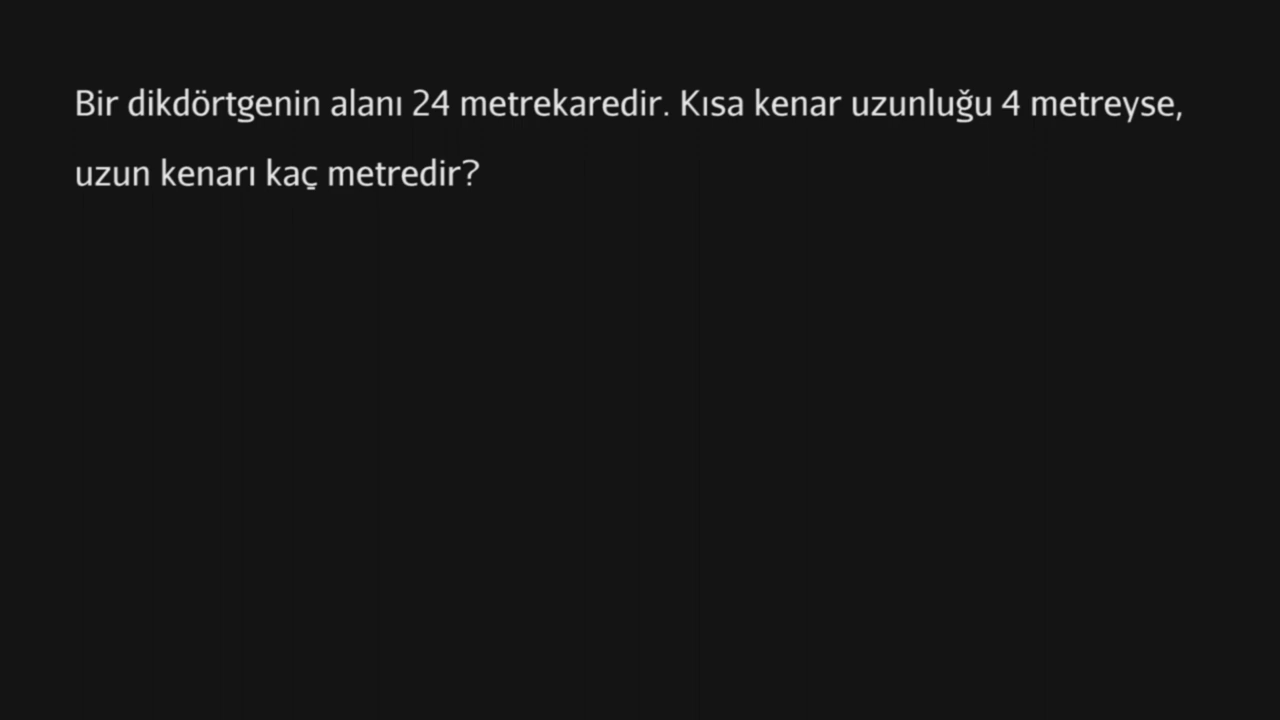 Bir dikdörtgenin alanı 24 metrekaredir. Kısa kenar uzunluğu 4 metreyse,
uzun kenarı kaç metredir?